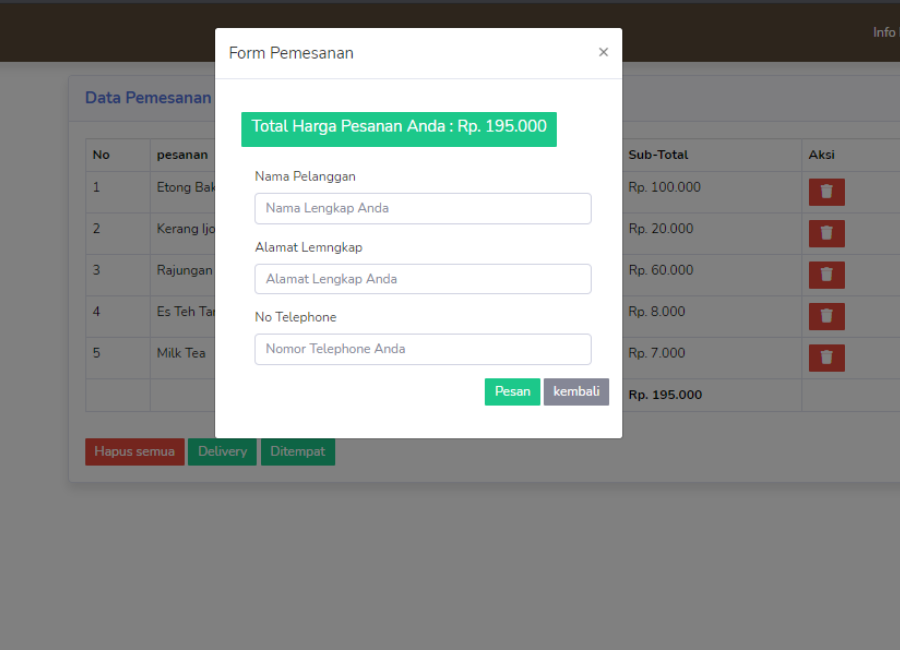 Info
Form Pemesanan
×
Data Pemesanan
Total Harga Pesanan Anda : Rp. 195.000
No pesanan Sub-Total Aksi
Nama Pelanggan
1 Etong Rp. 100.000
Nama Lengkap Anda
2 Kerang Ijo Rp. 20.000
Alamat Lemngkap
3 Rajungan Rp. 60.000
Alamat Lengkap Anda
4 Es Teh Rp. 8.000
No Telephone
5 Milk Tea Rp. 7.000
Nomor Telephone Anda
Pesan kembali
Rp. 195.000
Hapus semua Delivery Ditempat